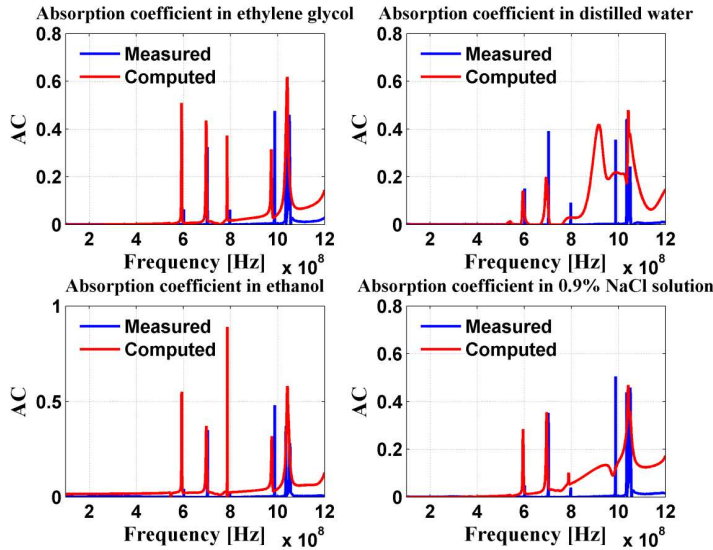 Absorption coefficient in ethylene glycol
0.8
0.6
0.4
0.2
0
AC
Measured
Computed
2 4 6 8 10 12
Frequency [Hz] x 10^8
Absorption coefficient in distilled water
0.8
0.6
0.4
0.2
0
AC
Measured
Computed
2 4 6 8 10 12
Frequency [Hz] x 10^8
Absorption coefficient in ethanol
1
0.5
0
AC
Measured
Computed
2 4 6 8 10 12
Frequency [Hz] x 10^8
Absorption coefficient in 0.9% NaCl solution
0.8
0.6
0.4
0.2
0
AC
Measured
Computed
2 4 6 8 10 12
Frequency [Hz] x 10^8